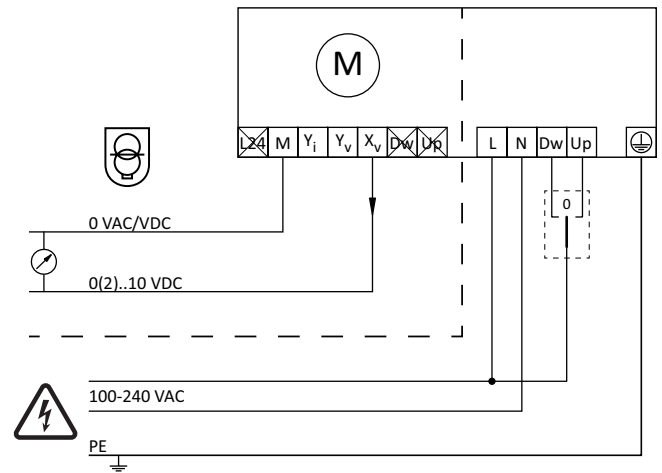 M
L24 M Yi Yv Xv Dw Up L N Dw Up
0
0 VAC/VDC
0(2)..10 VDC
100-240 VAC
PE